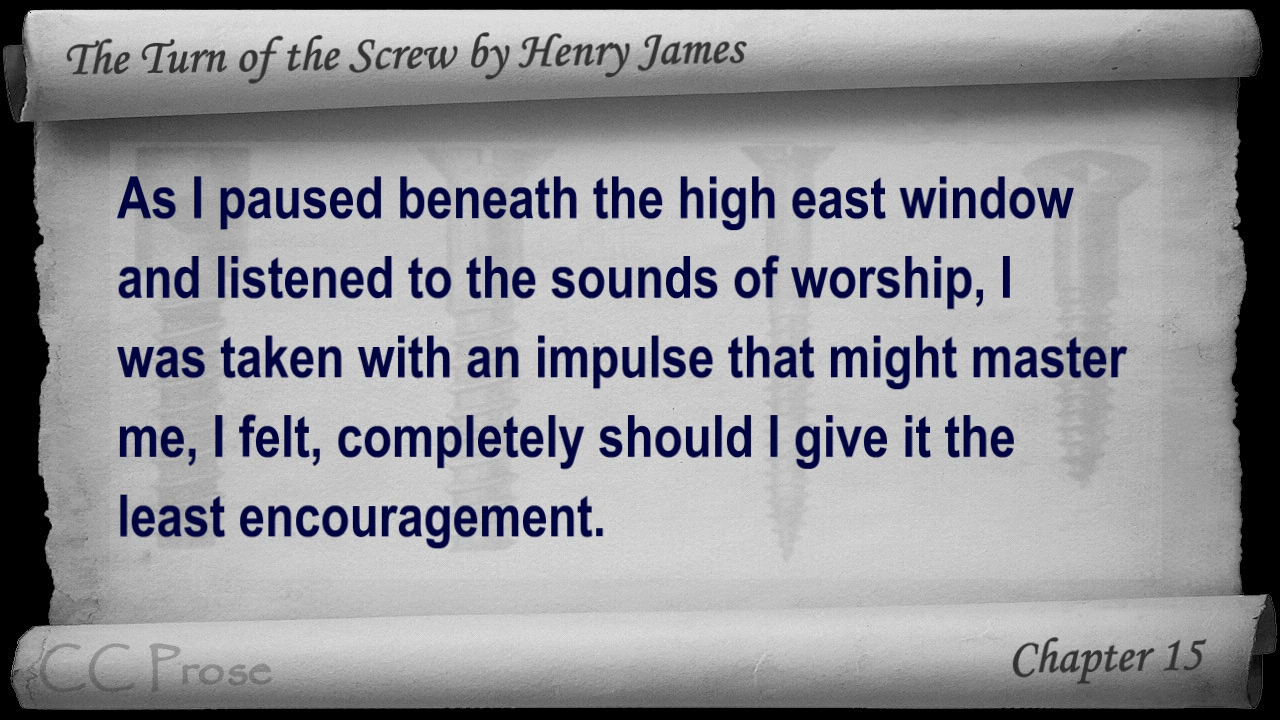 The Turn of the Screw by Henry James
As I paused beneath the high east window
and listened to the sounds of worship, I
was taken with an impulse that might master
me, I felt, completely should I give it the
least encouragement.
CC Prose
Chapter 15